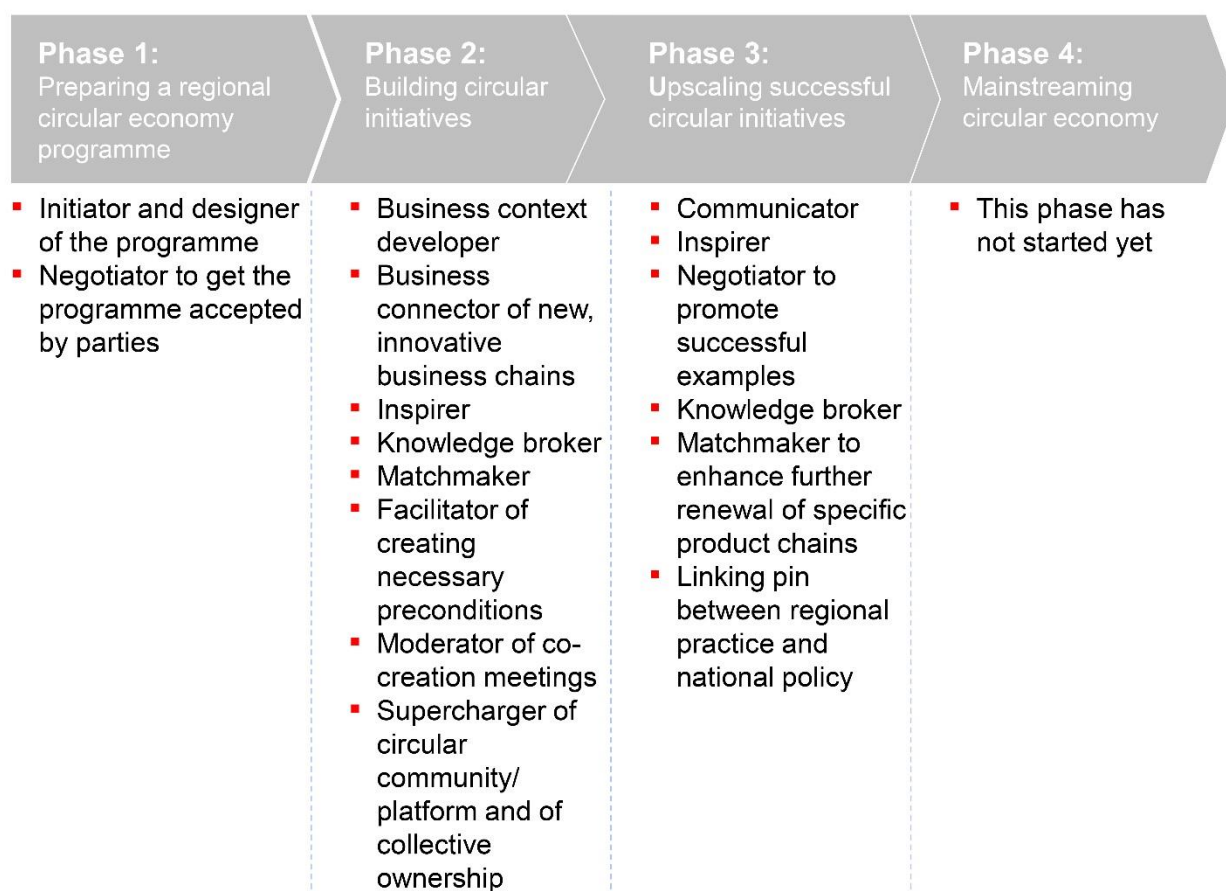 Phase 1:
Preparing a regional
circular economy
programme
Phase 2:
Building circular
initiatives
Phase 3:
Upscaling successful
circular initiatives
Phase 4:
Mainstreaming
circular economy
▪ Initiator and designer
of the programme
▪ Negotiator to get the
programme accepted
by parties
▪ Business context
developer
▪ Business
connector of new,
innovative
business chains
▪ Inspirer
▪ Knowledge broker
▪ Matchmaker
▪ Facilitator of
creating
necessary
preconditions
▪ Moderator of co-
creation meetings
▪ Supercharger of
circular
community/
platform and of
collective
ownership
▪ Communicator
▪ Inspirer
▪ Negotiator to
promote
successful
examples
▪ Knowledge broker
▪ Matchmaker to
enhance further
renewal of specific
product chains
▪ Linking pin
between regional
practice and
national policy
▪ This phase has
not started yet